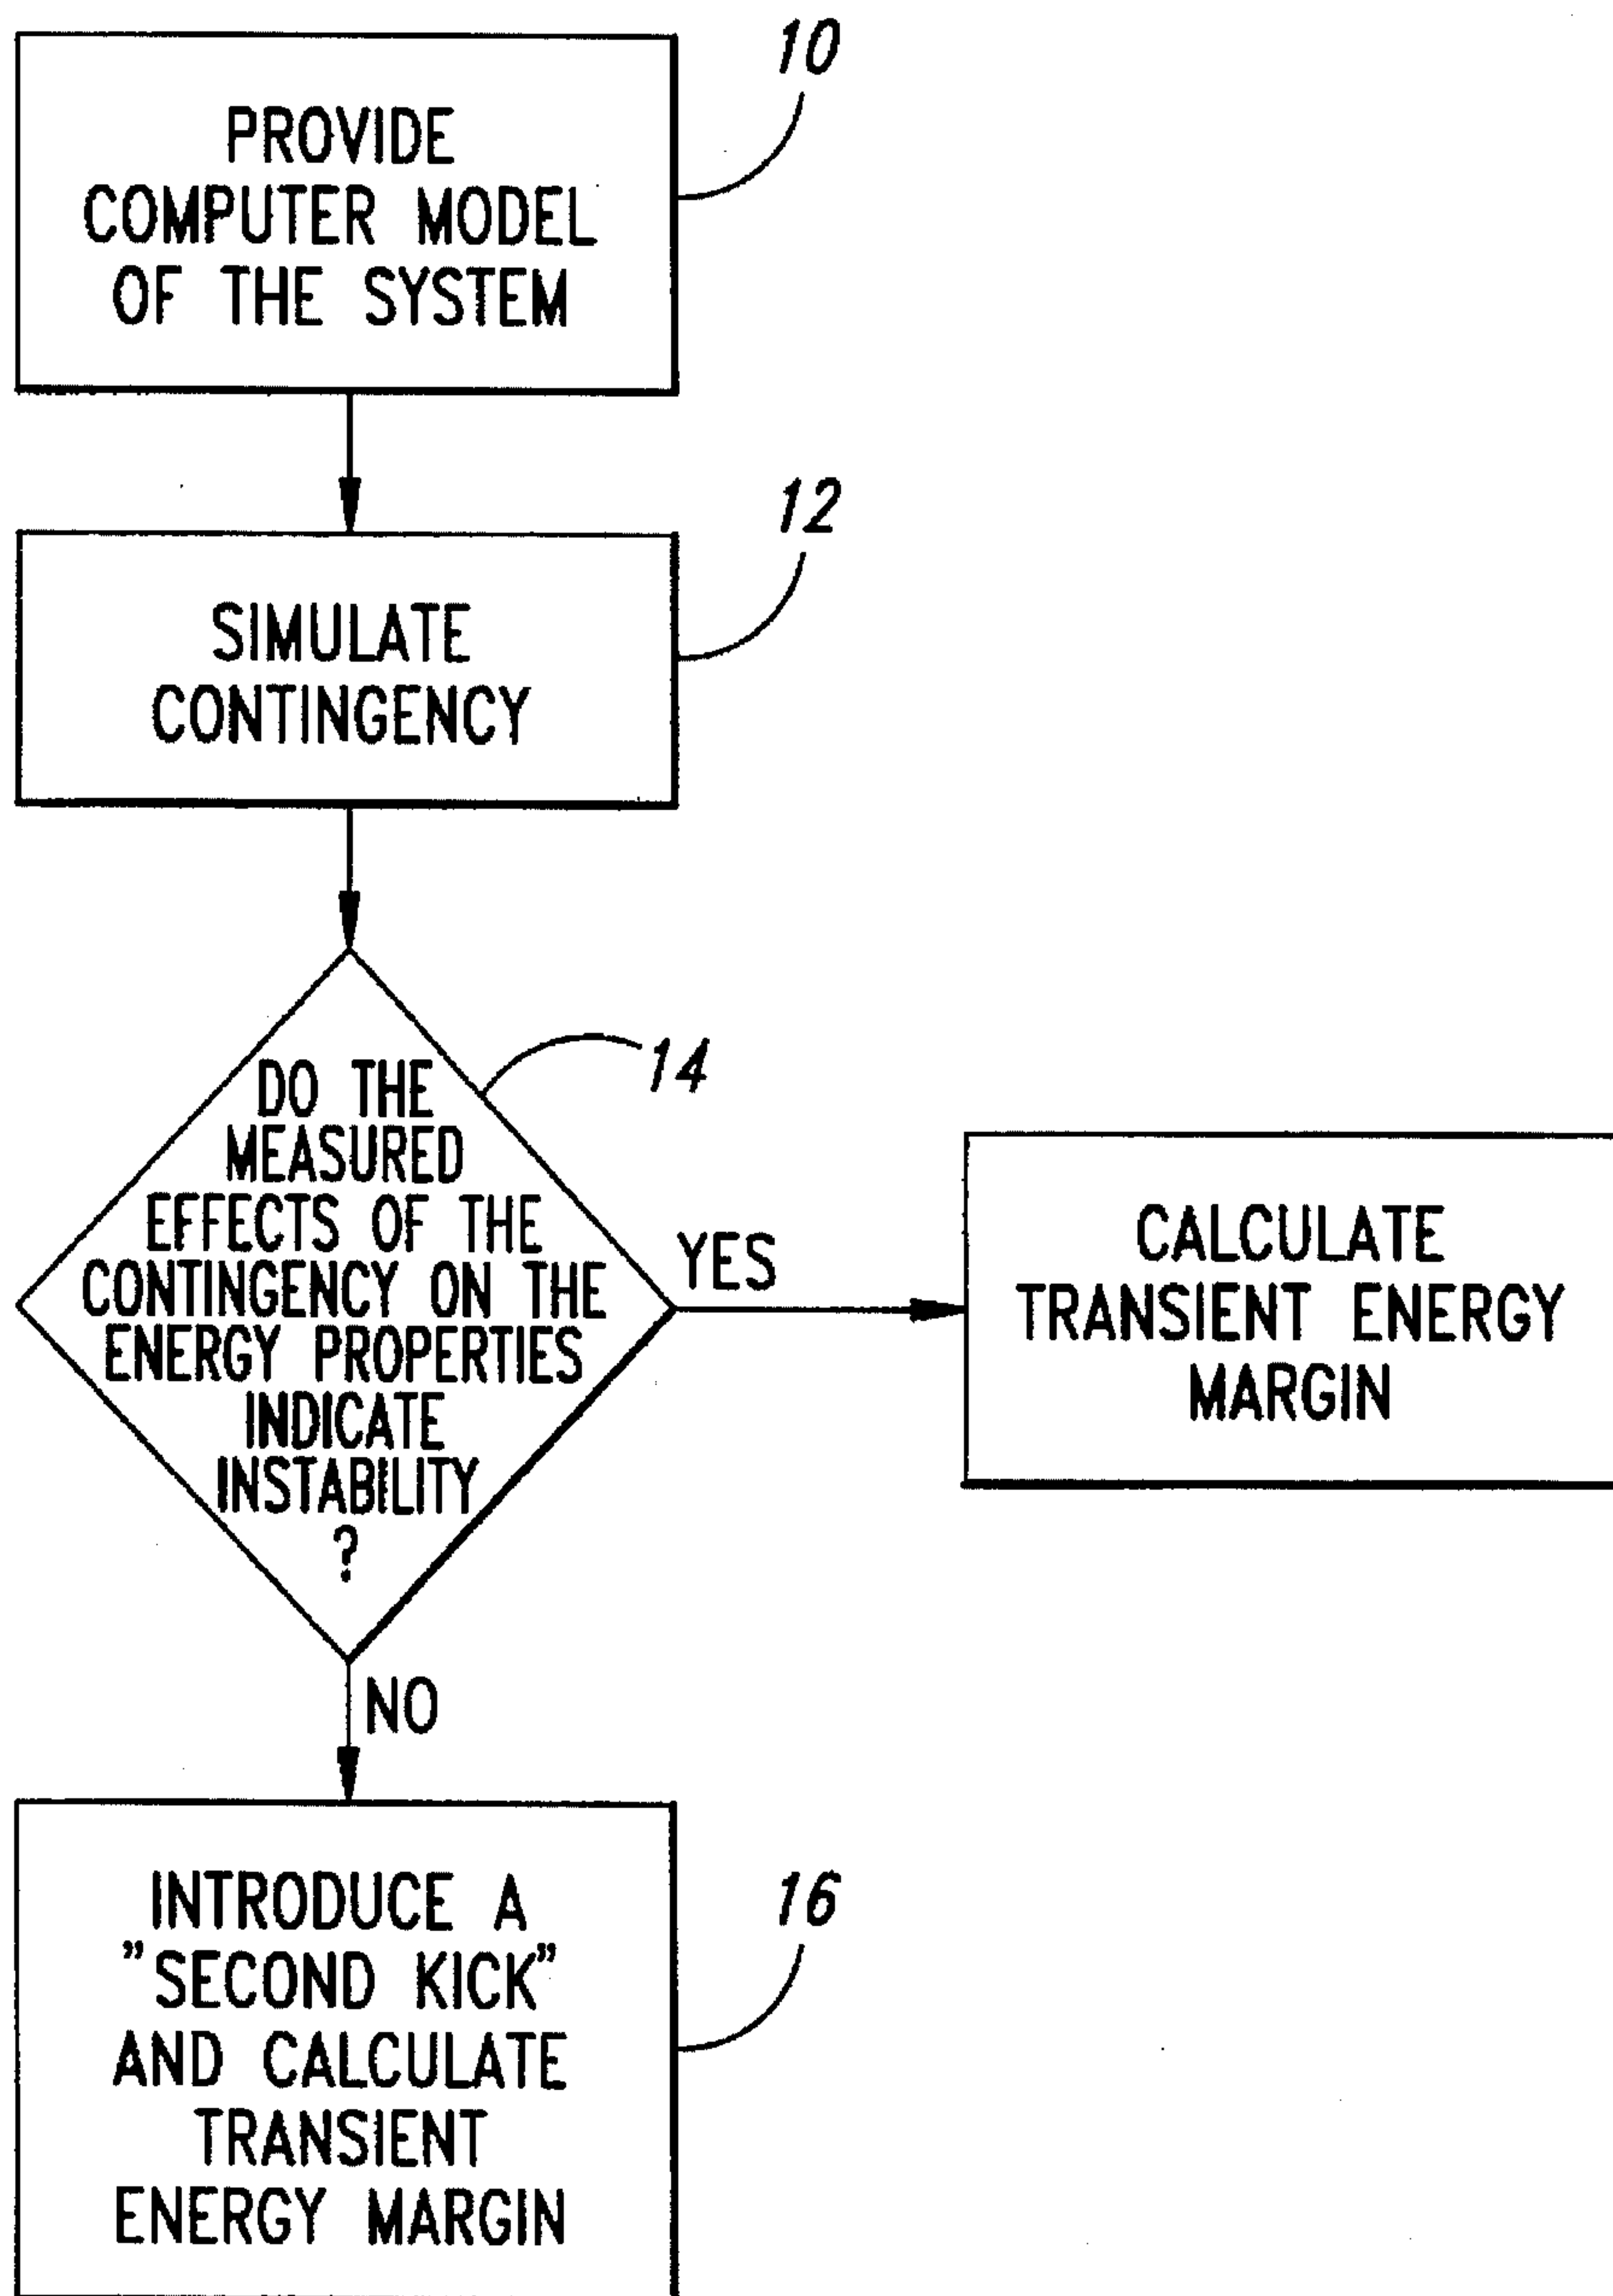 10
PROVIDE
COMPUTER MODEL
OF THE SYSTEM
12
SIMULATE
CONTINGENCY
14
DO THE
MEASURED
EFFECTS OF THE
CONTINGENCY ON THE
ENERGY PROPERTIES
INDICATE
INSTABILITY
?
YES
CALCULATE
TRANSIENT ENERGY
MARGIN
NO
16
INTRODUCE A
"SECOND KICK"
AND CALCULATE
TRANSIENT
ENERGY MARGIN